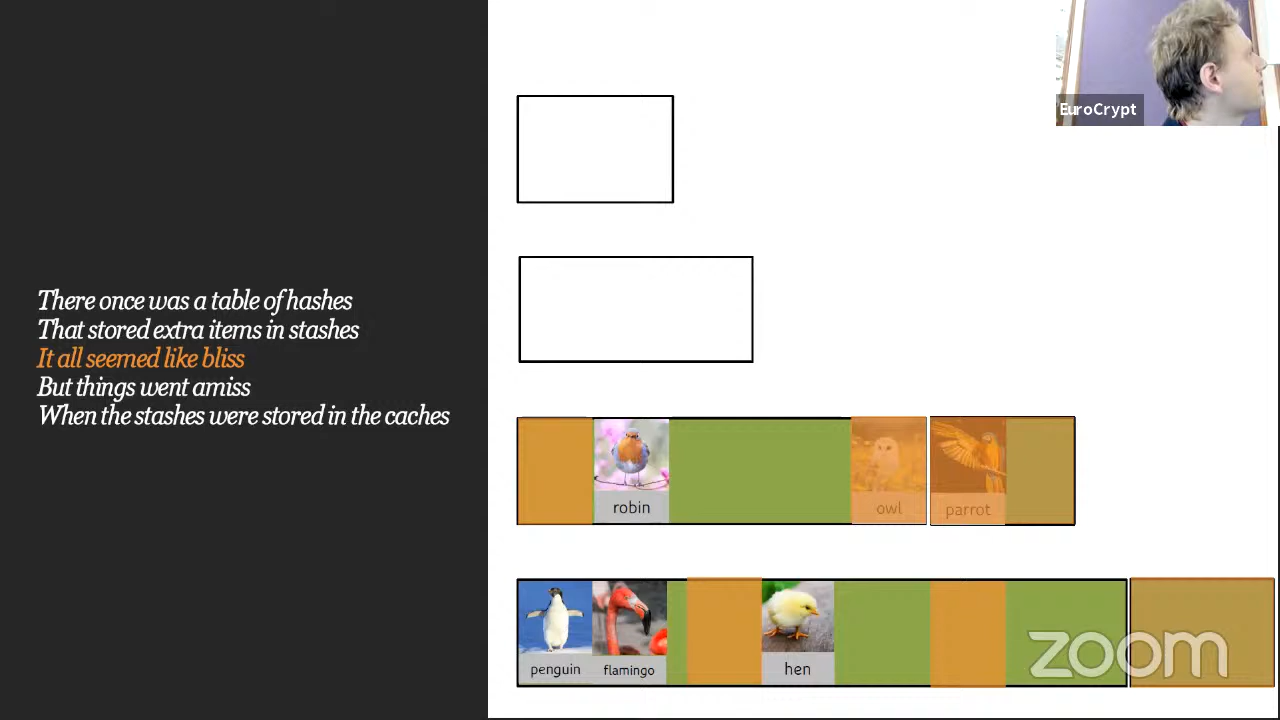 EuroCrypt
There once was a table of hashes
That stored extra items in stashes
It all seemed like bliss
But things went amiss
When the stashes were stored in the caches
robin
owl
parrot
penguin
flamingo
hen
zoom